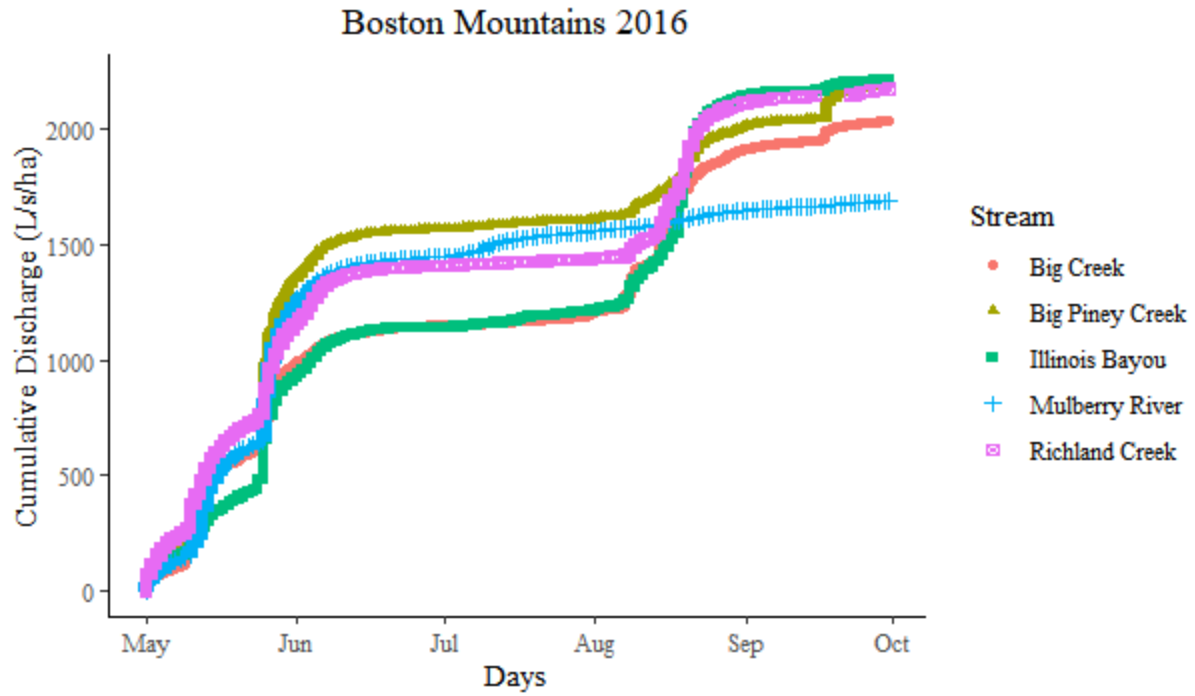 Boston Mountains 2016
Cumulative Discharge (L/s/ha)
2000
1500
1000
500
0
May Jun Jul Aug Sep Oct
Days
Stream
Big Creek
Big Piney Creek
Illinois Bayou
Mulberry River
Richland Creek